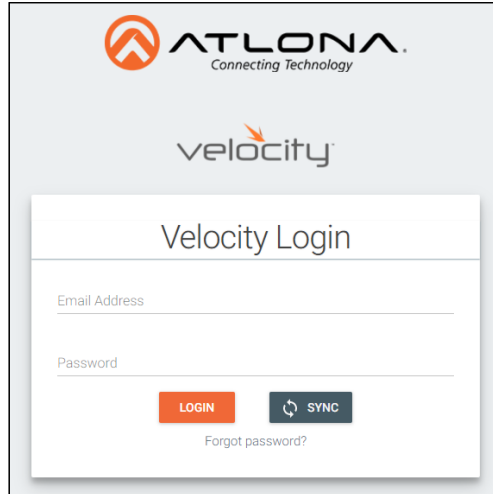 ATLONA.
Connecting Technology
velocity
Velocity Login
Email Address
Password
LOGIN SYNC
Forgot password?